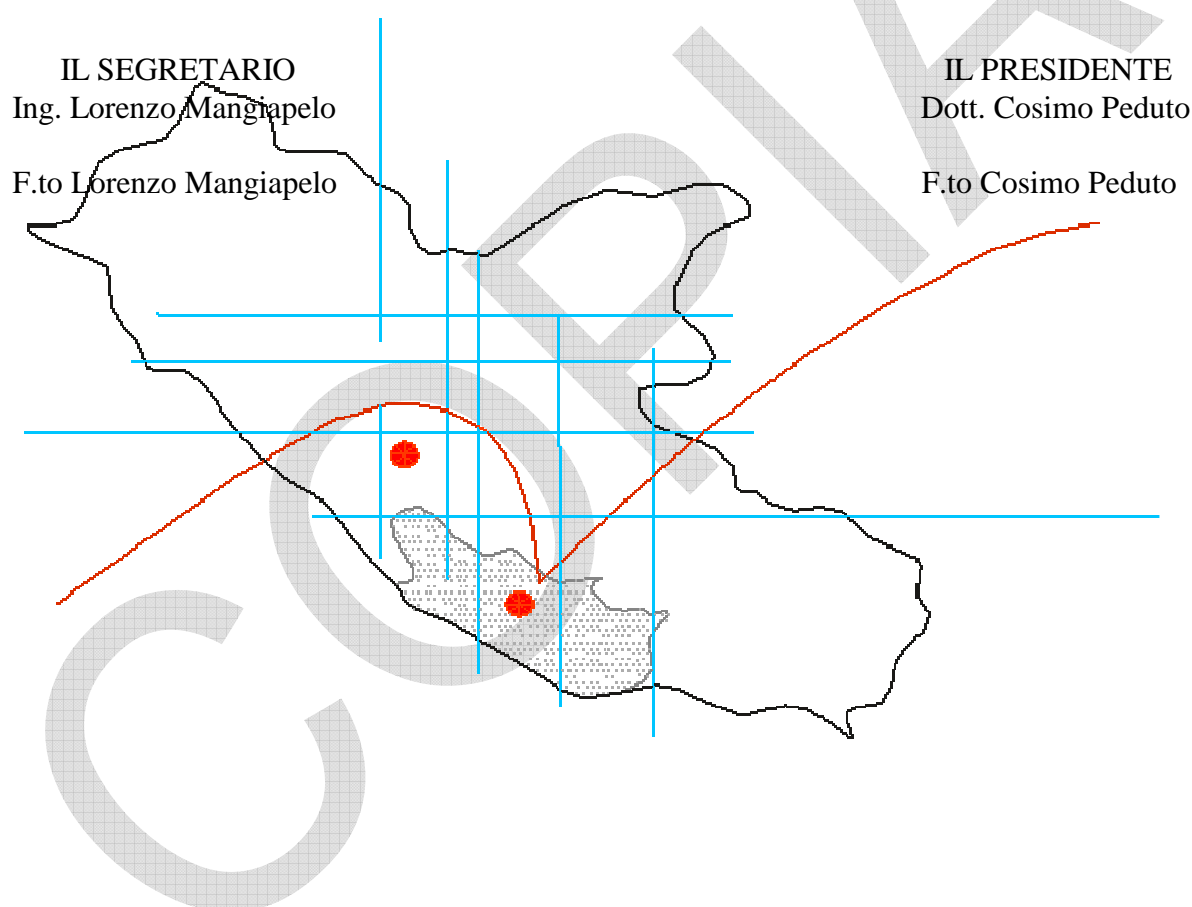 IL SEGRETARIO
Ing. Lorenzo Mangiapelo
F.to Lorenzo Mangiapelo
IL PRESIDENTE
Dott. Cosimo Peduto
F.to Cosimo Peduto
COPIA